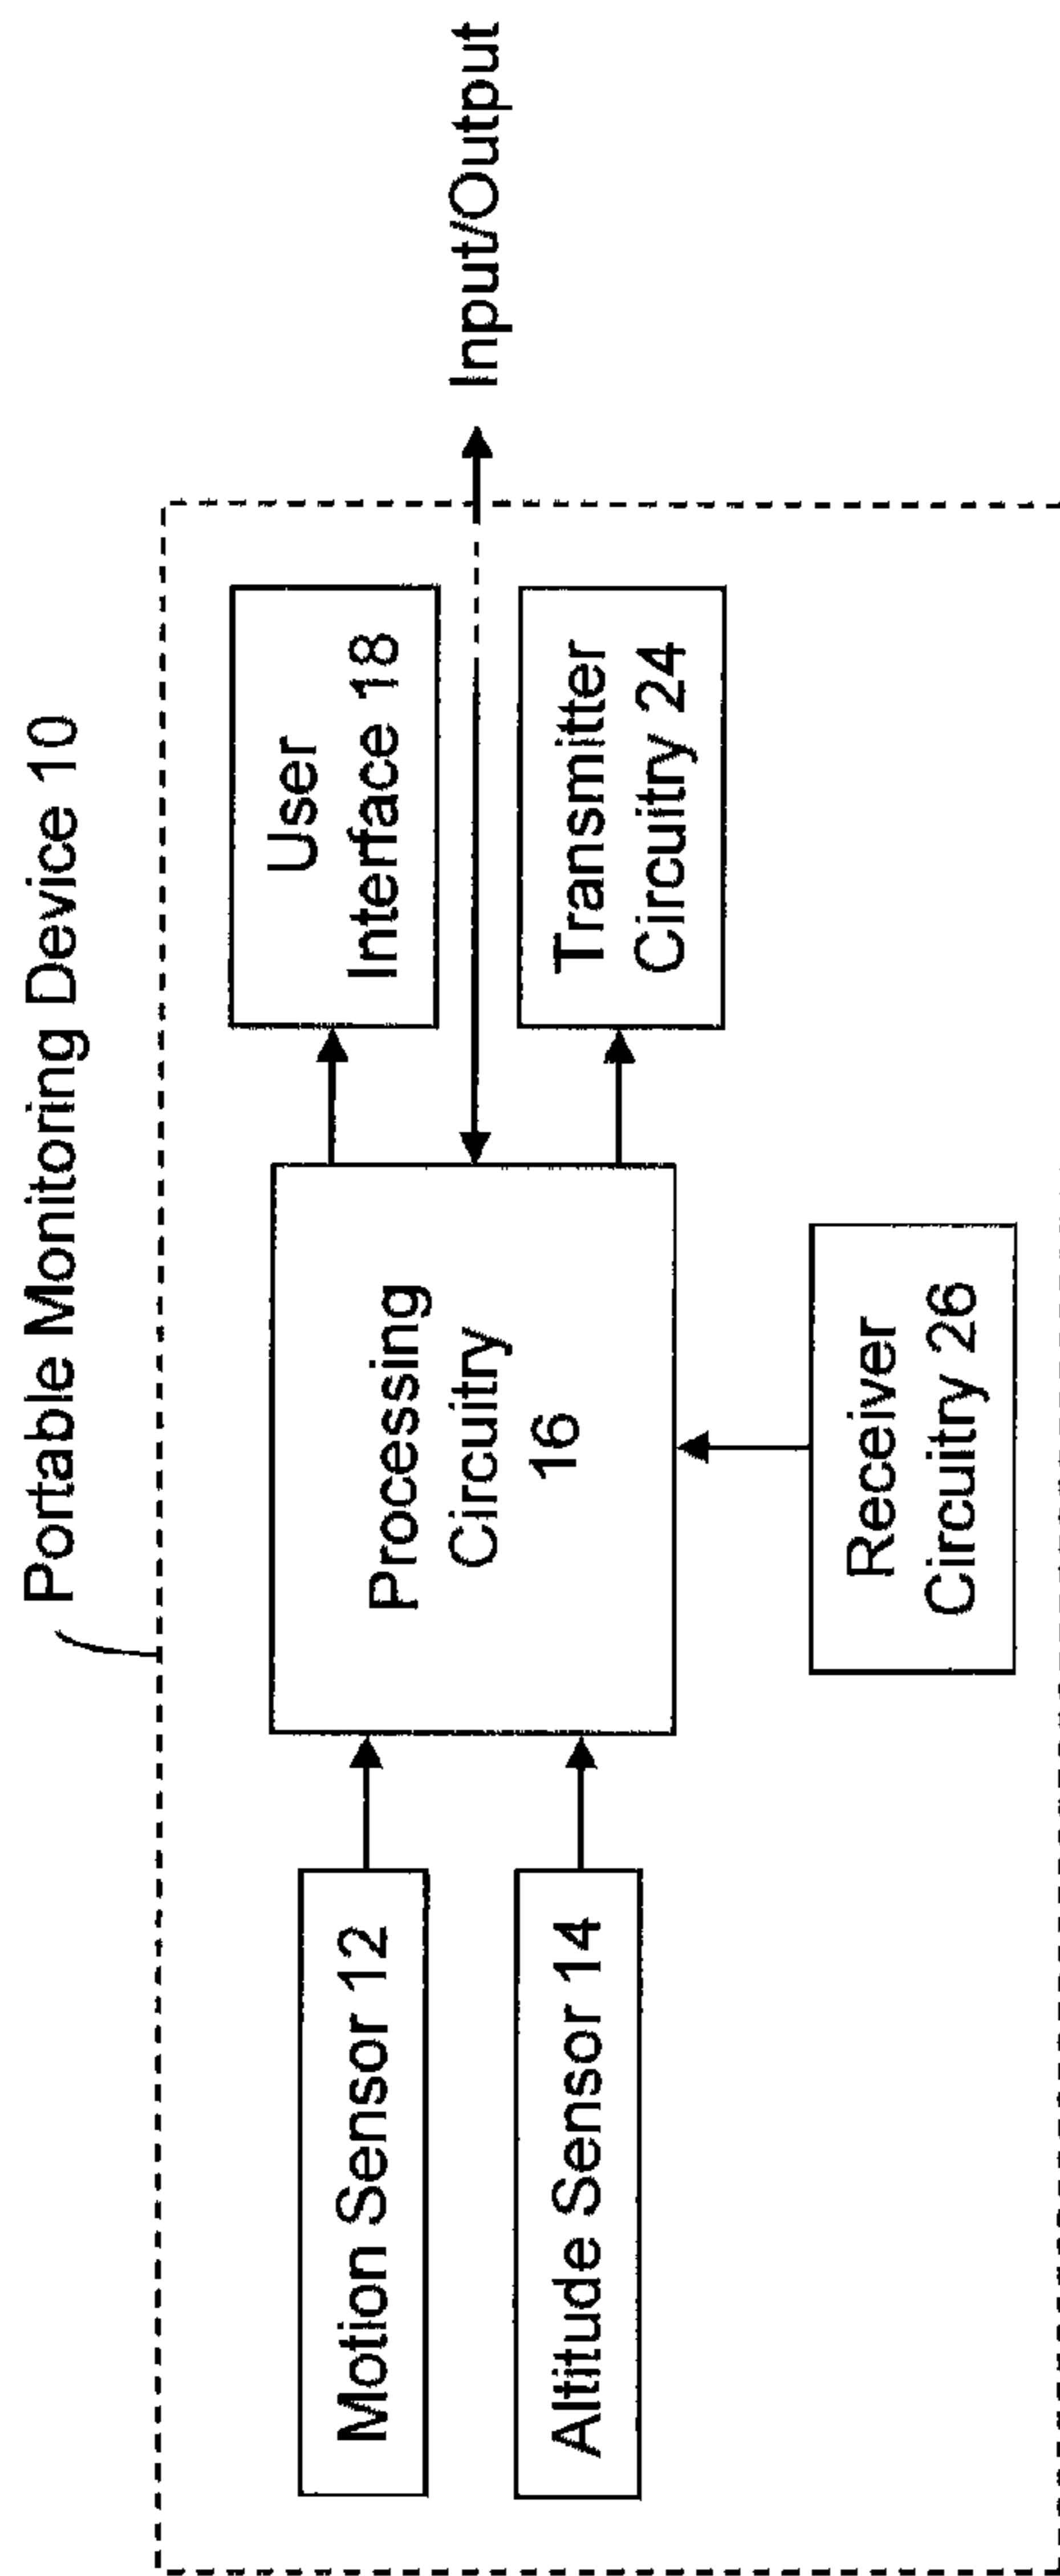 Portable Monitoring Device 10
Motion Sensor 12
Altitude Sensor 14
Processing
Circuitry
16
User
Interface 18
Input/Output
Transmitter
Circuitry 24
Receiver
Circuitry 26